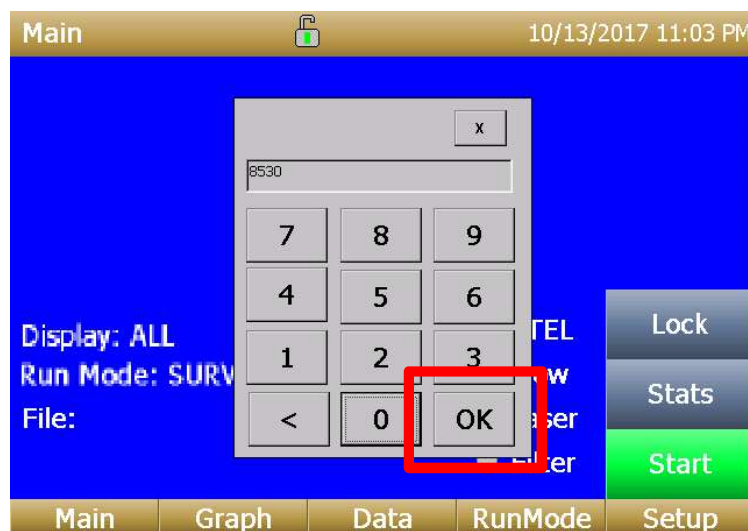 Main 10/13/2017 11:03 PM
x
8530
7 8 9
4 5 6
1 2 3
< 0 OK
Display: ALL
Run Mode: SURV
File:
Lock
Stats
Start
Main Graph Data RunMode Setup